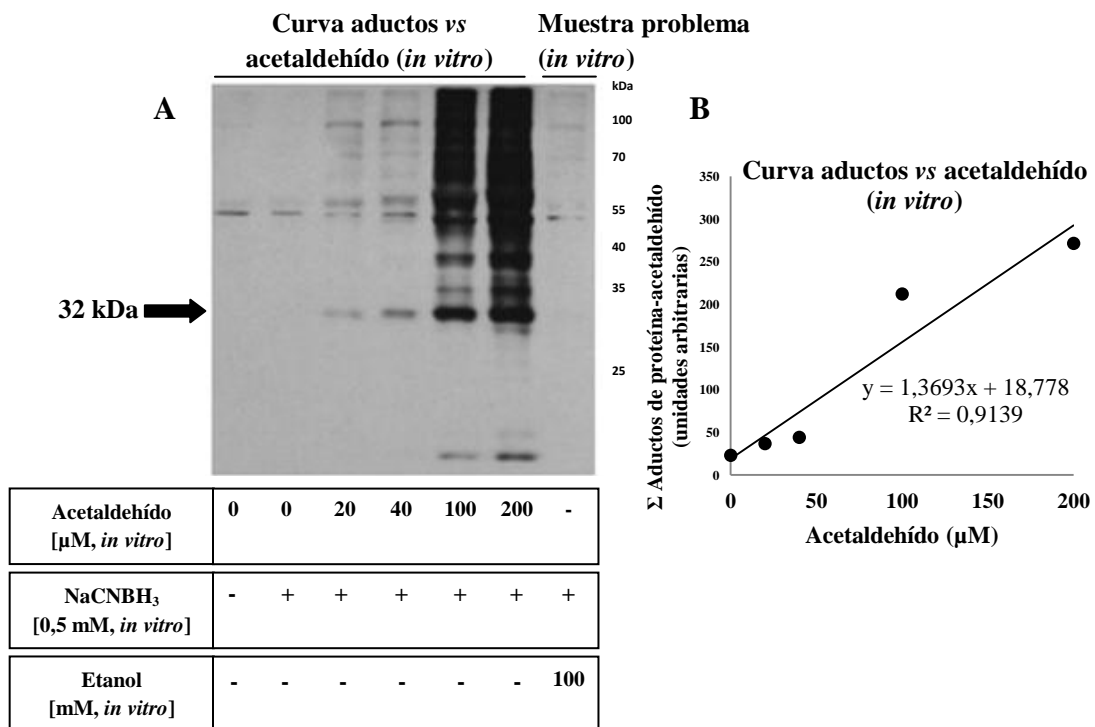 Curva aductos vs
acetaldehído (in vitro)
Muestra problema
(in vitro)
A
kDa
100
70
55
40
35
25
32 kDa
B
Curva aductos vs acetaldehído
(in vitro)
Σ Aductos de proteína-acetaldehído
(unidades arbitrarias)
350
300
250
200
150
100
50
0
y = 1,3693x + 18,778
R² = 0,9139
0 50 100 150 200
Acetaldehído (µM)
Acetaldehído
[µM, in vitro]
0 0 20 40 100 200 -
NaCNBH₃
[0,5 mM, in vitro]
- + + + + + +
Etanol
[mM, in vitro]
- - - - - - 100